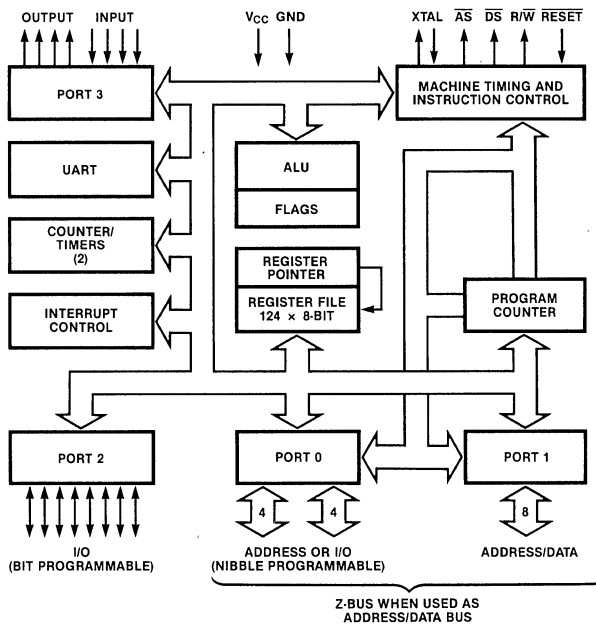 OUTPUT INPUT VCC GND XTAL AS DS R/W RESET
PORT 3
MACHINE TIMING AND
INSTRUCTION CONTROL
UART
ALU
FLAGS
COUNTER/
TIMERS
(2)
REGISTER
POINTER
REGISTER FILE
124 × 8-BIT
PROGRAM
COUNTER
INTERRUPT
CONTROL
PORT 2
PORT 0
PORT 1
4
4
8
I/O
(BIT PROGRAMMABLE)
ADDRESS OR I/O
(NIBBLE PROGRAMMABLE)
ADDRESS/DATA
Z-BUS WHEN USED AS
ADDRESS/DATA BUS